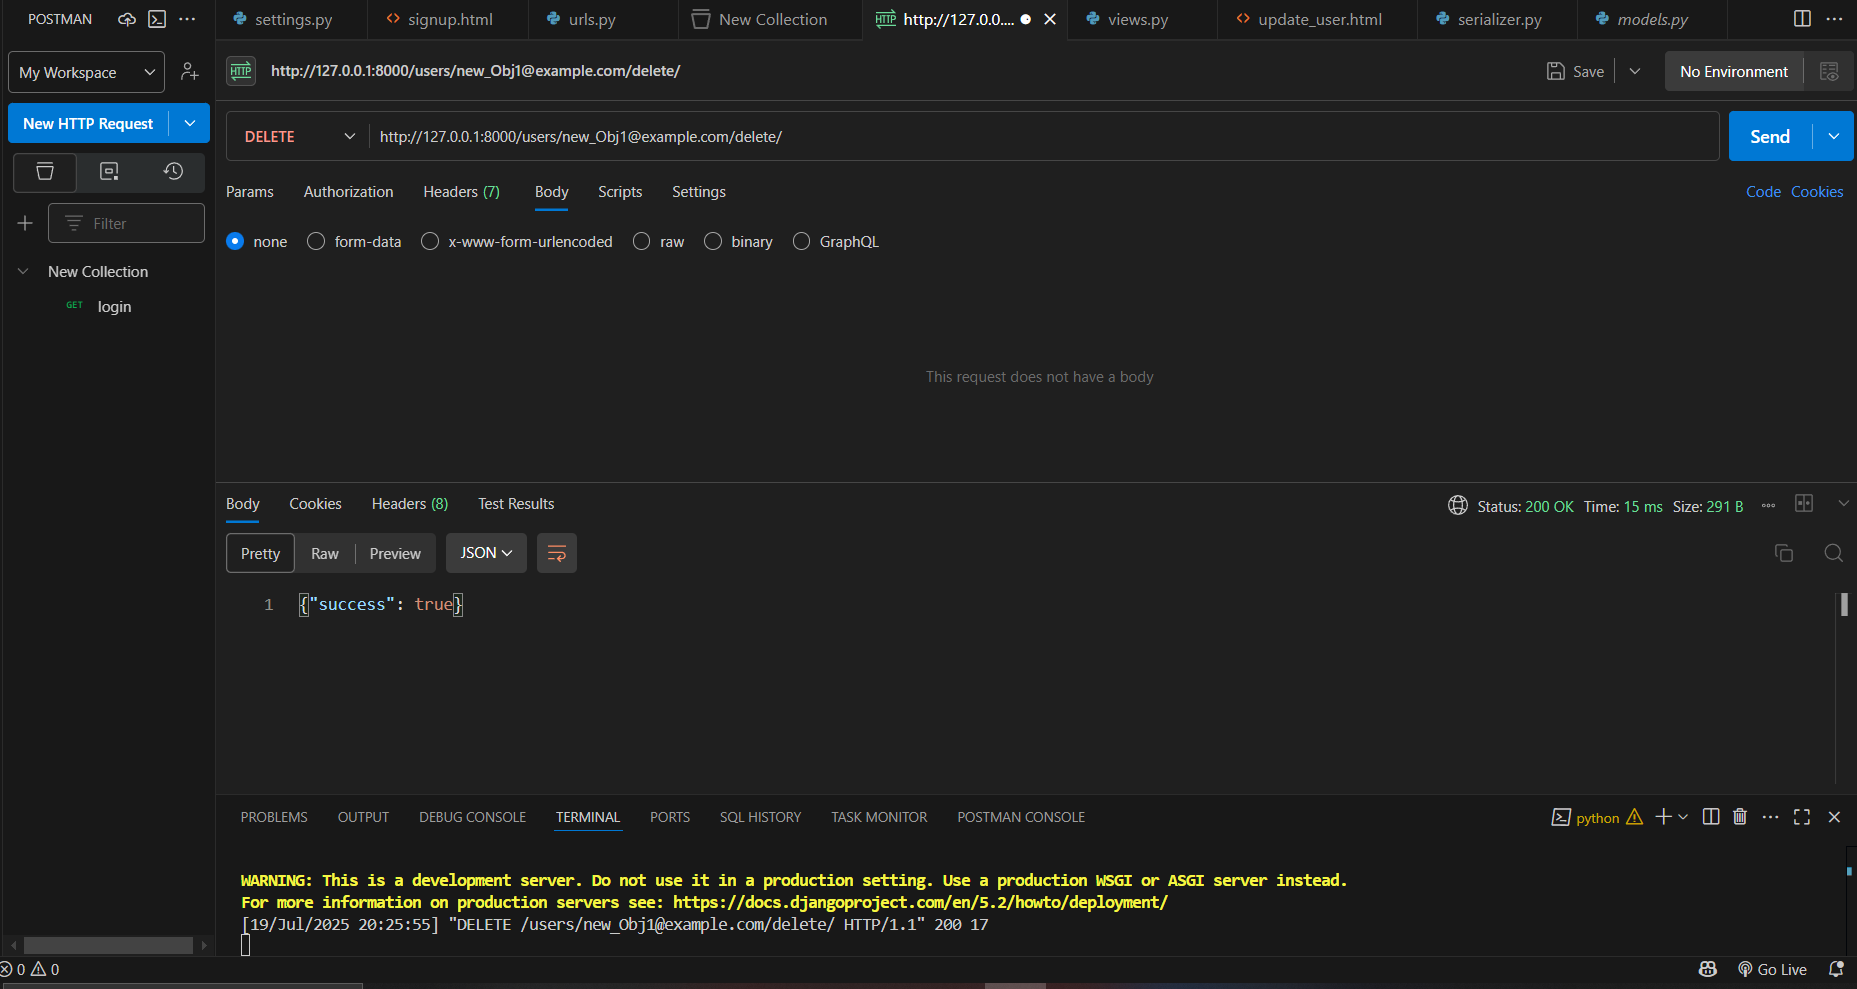 POSTMAN
settings.py
signup.html
urls.py
New Collection
HTTP http://127.0.0....
views.py
update_user.html
serializer.py
models.py
My Workspace
HTTP http://127.0.0.1:8000/users/new_Obj1@example.com/delete/
Save
No Environment
New HTTP Request
DELETE
http://127.0.0.1:8000/users/new_Obj1@example.com/delete/
Send
Params Authorization Headers (7) Body Scripts Settings
Code Cookies
Filter
none form-data x-www-form-urlencoded raw binary GraphQL
New Collection
GET login
This request does not have a body
Body Cookies Headers (8) Test Results
Status: 200 OK Time: 15 ms Size: 291 B
Pretty Raw Preview JSON
1 {"success": true}
PROBLEMS OUTPUT DEBUG CONSOLE TERMINAL PORTS SQL HISTORY TASK MONITOR POSTMAN CONSOLE
python
WARNING: This is a development server. Do not use it in a production setting. Use a production WSGI or ASGI server instead.
For more information on production servers see: https://docs.djangoproject.com/en/5.2/howto/deployment/
[19/Jul/2025 20:25:55] "DELETE /users/new_Obj1@example.com/delete/ HTTP/1.1" 200 17
0 0
Go Live